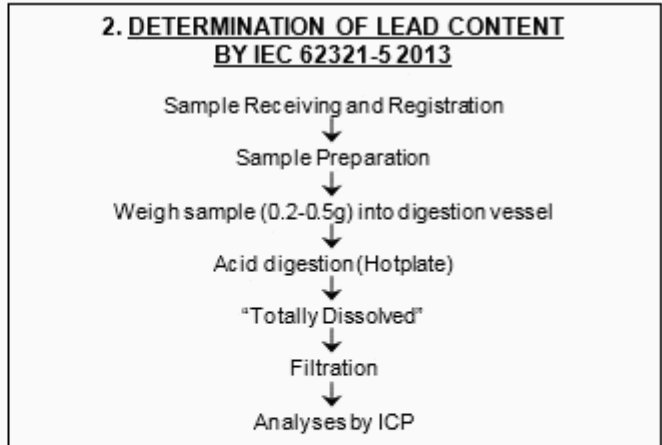 2. DETERMINATION OF LEAD CONTENT
BY IEC 62321-5 2013
Sample Receiving and Registration
Sample Preparation
Weigh sample (0.2-0.5g) into digestion vessel
Acid digestion (Hotplate)
“Totally Dissolved”
Filtration
Analyses by ICP